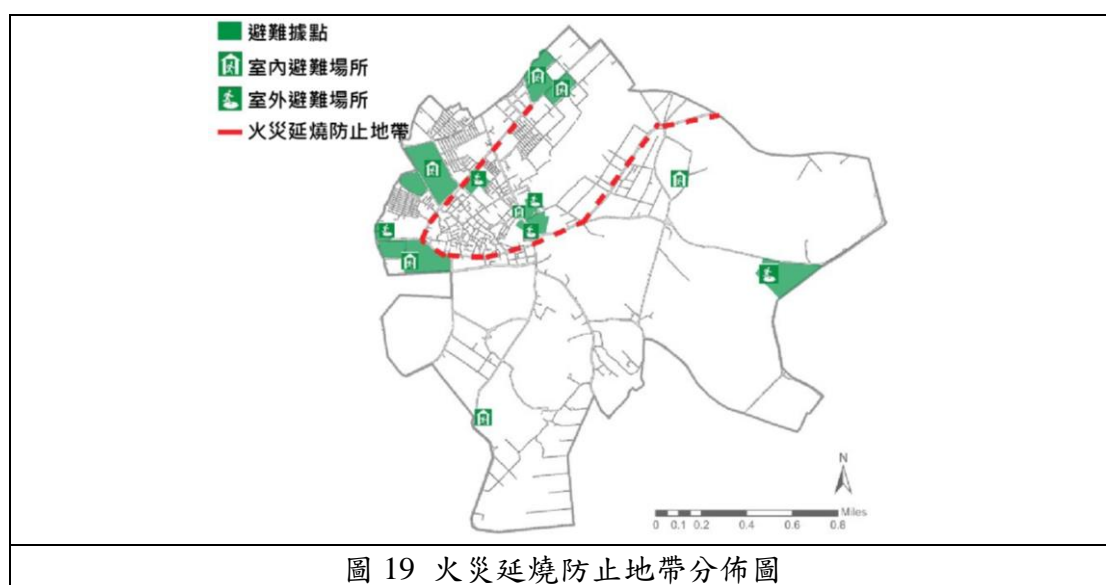 避難據點
室內避難場所
室外避難場所
火災延燒防止地帶
N
Miles
0 0.1 0.2 0.4 0.6 0.8
圖 19 火災延燒防止地帶分佈圖